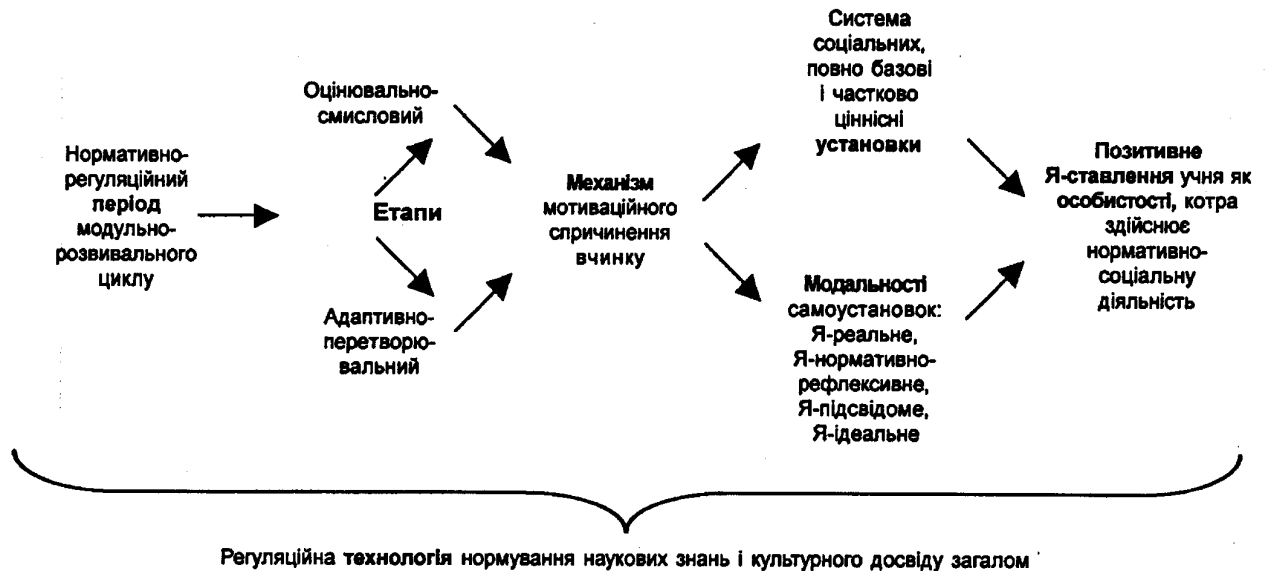 Нормативно-
регуляційний
період
модульно-
розвивального
циклу
Оцінювально-
смисловий
Етапи
Адаптивно-
перетворю-
вальний
Механізм
мотиваційного
спричинення
вчинку
Система
соціальних,
повно базові
і частково
ціннісні
установки
Модальності
самоустановок:
Я-реальне,
Я-нормативно-
рефлексивне,
Я-підсвідоме,
Я-ідеальне
Позитивне
Я-ставлення учня як
особистості, котра
здійснює
нормативно-
соціальну
діяльність
Регуляційна технологія нормування наукових знань і культурного досвіду загалом